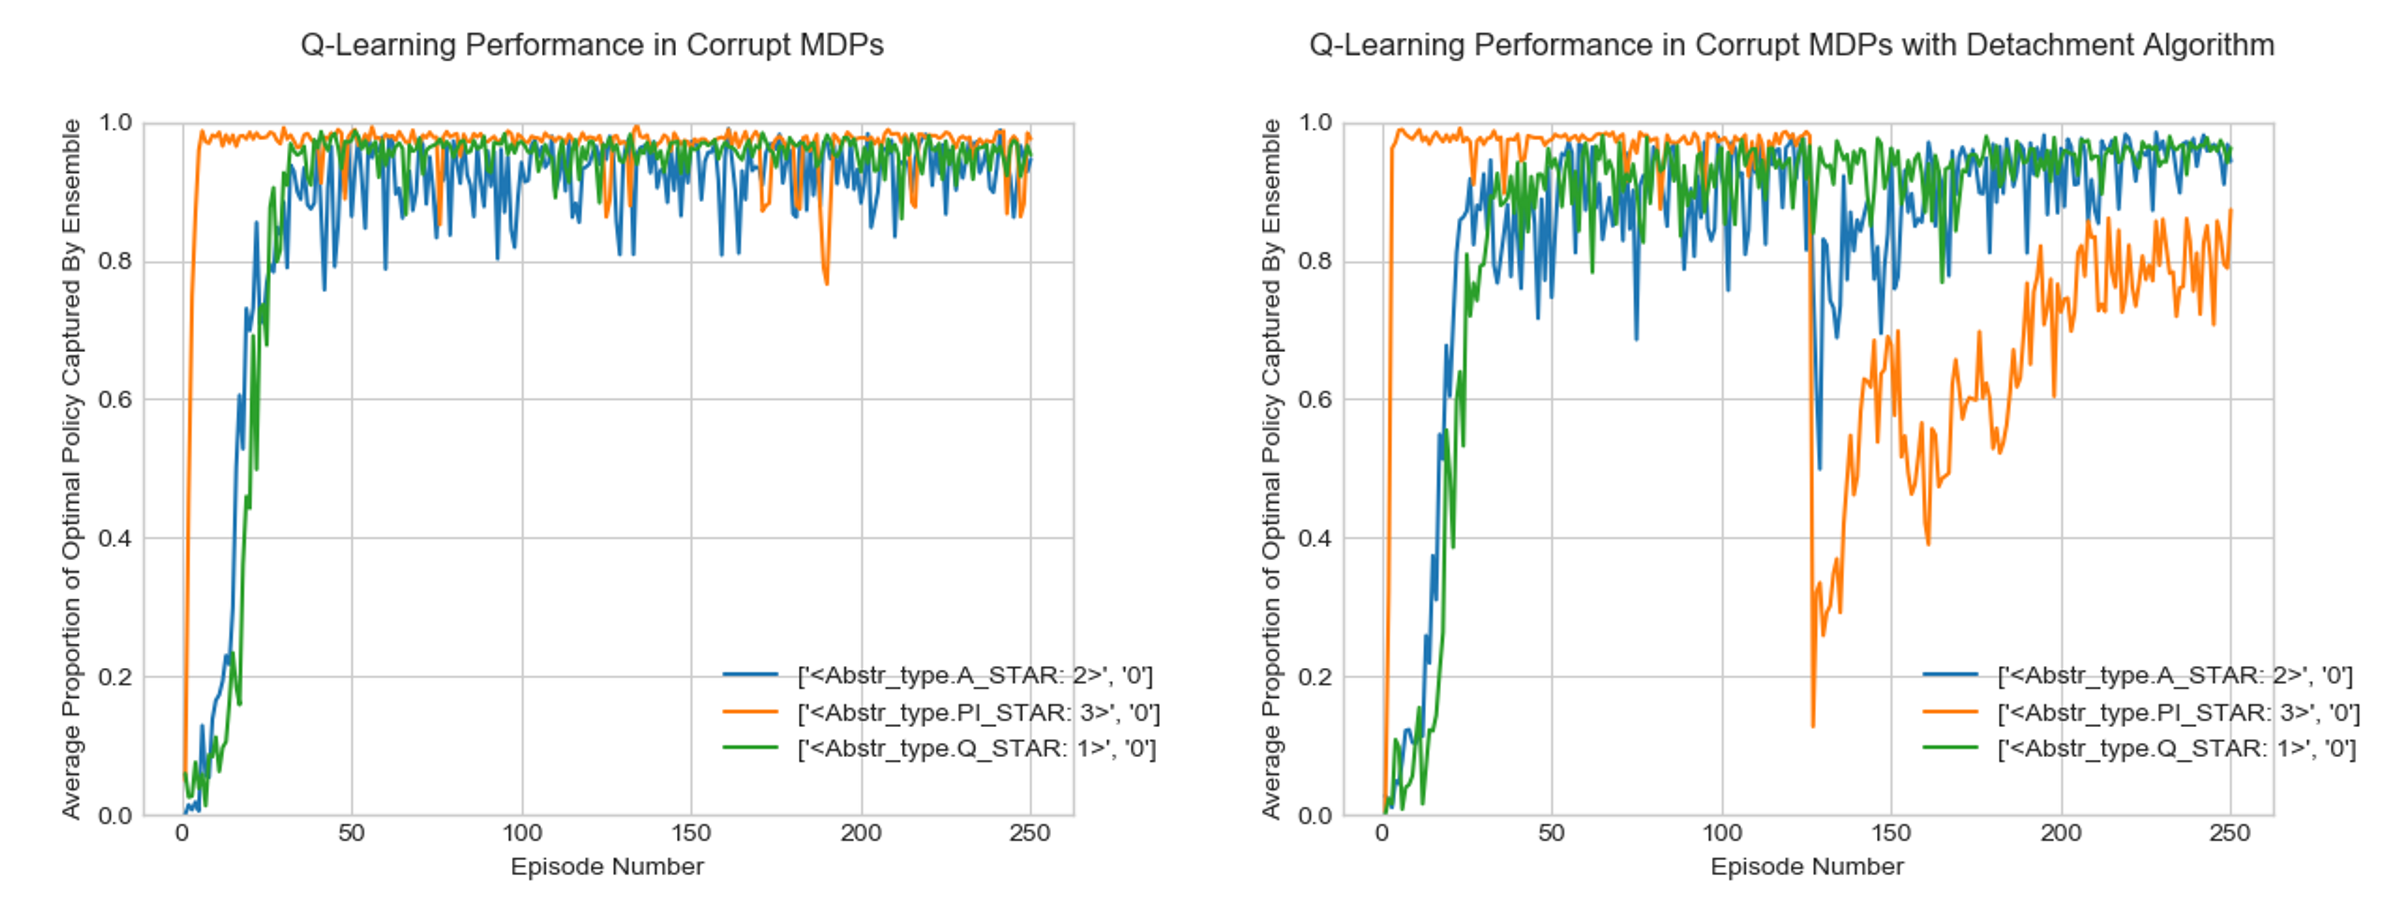 Q-Learning Performance in Corrupt MDPs
Average Proportion of Optimal Policy Captured By Ensemble
1.0
0.8
0.6
0.4
0.2
0.0
['<Abstr_type.A_STAR: 2>', '0']
['<Abstr_type.PI_STAR: 3>', '0']
['<Abstr_type.Q_STAR: 1>', '0']
0 50 100 150 200 250
Episode Number
Q-Learning Performance in Corrupt MDPs with Detachment Algorithm
Average Proportion of Optimal Policy Captured By Ensemble
1.0
0.8
0.6
0.4
0.2
0.0
['<Abstr_type.A_STAR: 2>', '0']
['<Abstr_type.PI_STAR: 3>', '0']
['<Abstr_type.Q_STAR: 1>', '0']
0 50 100 150 200 250
Episode Number